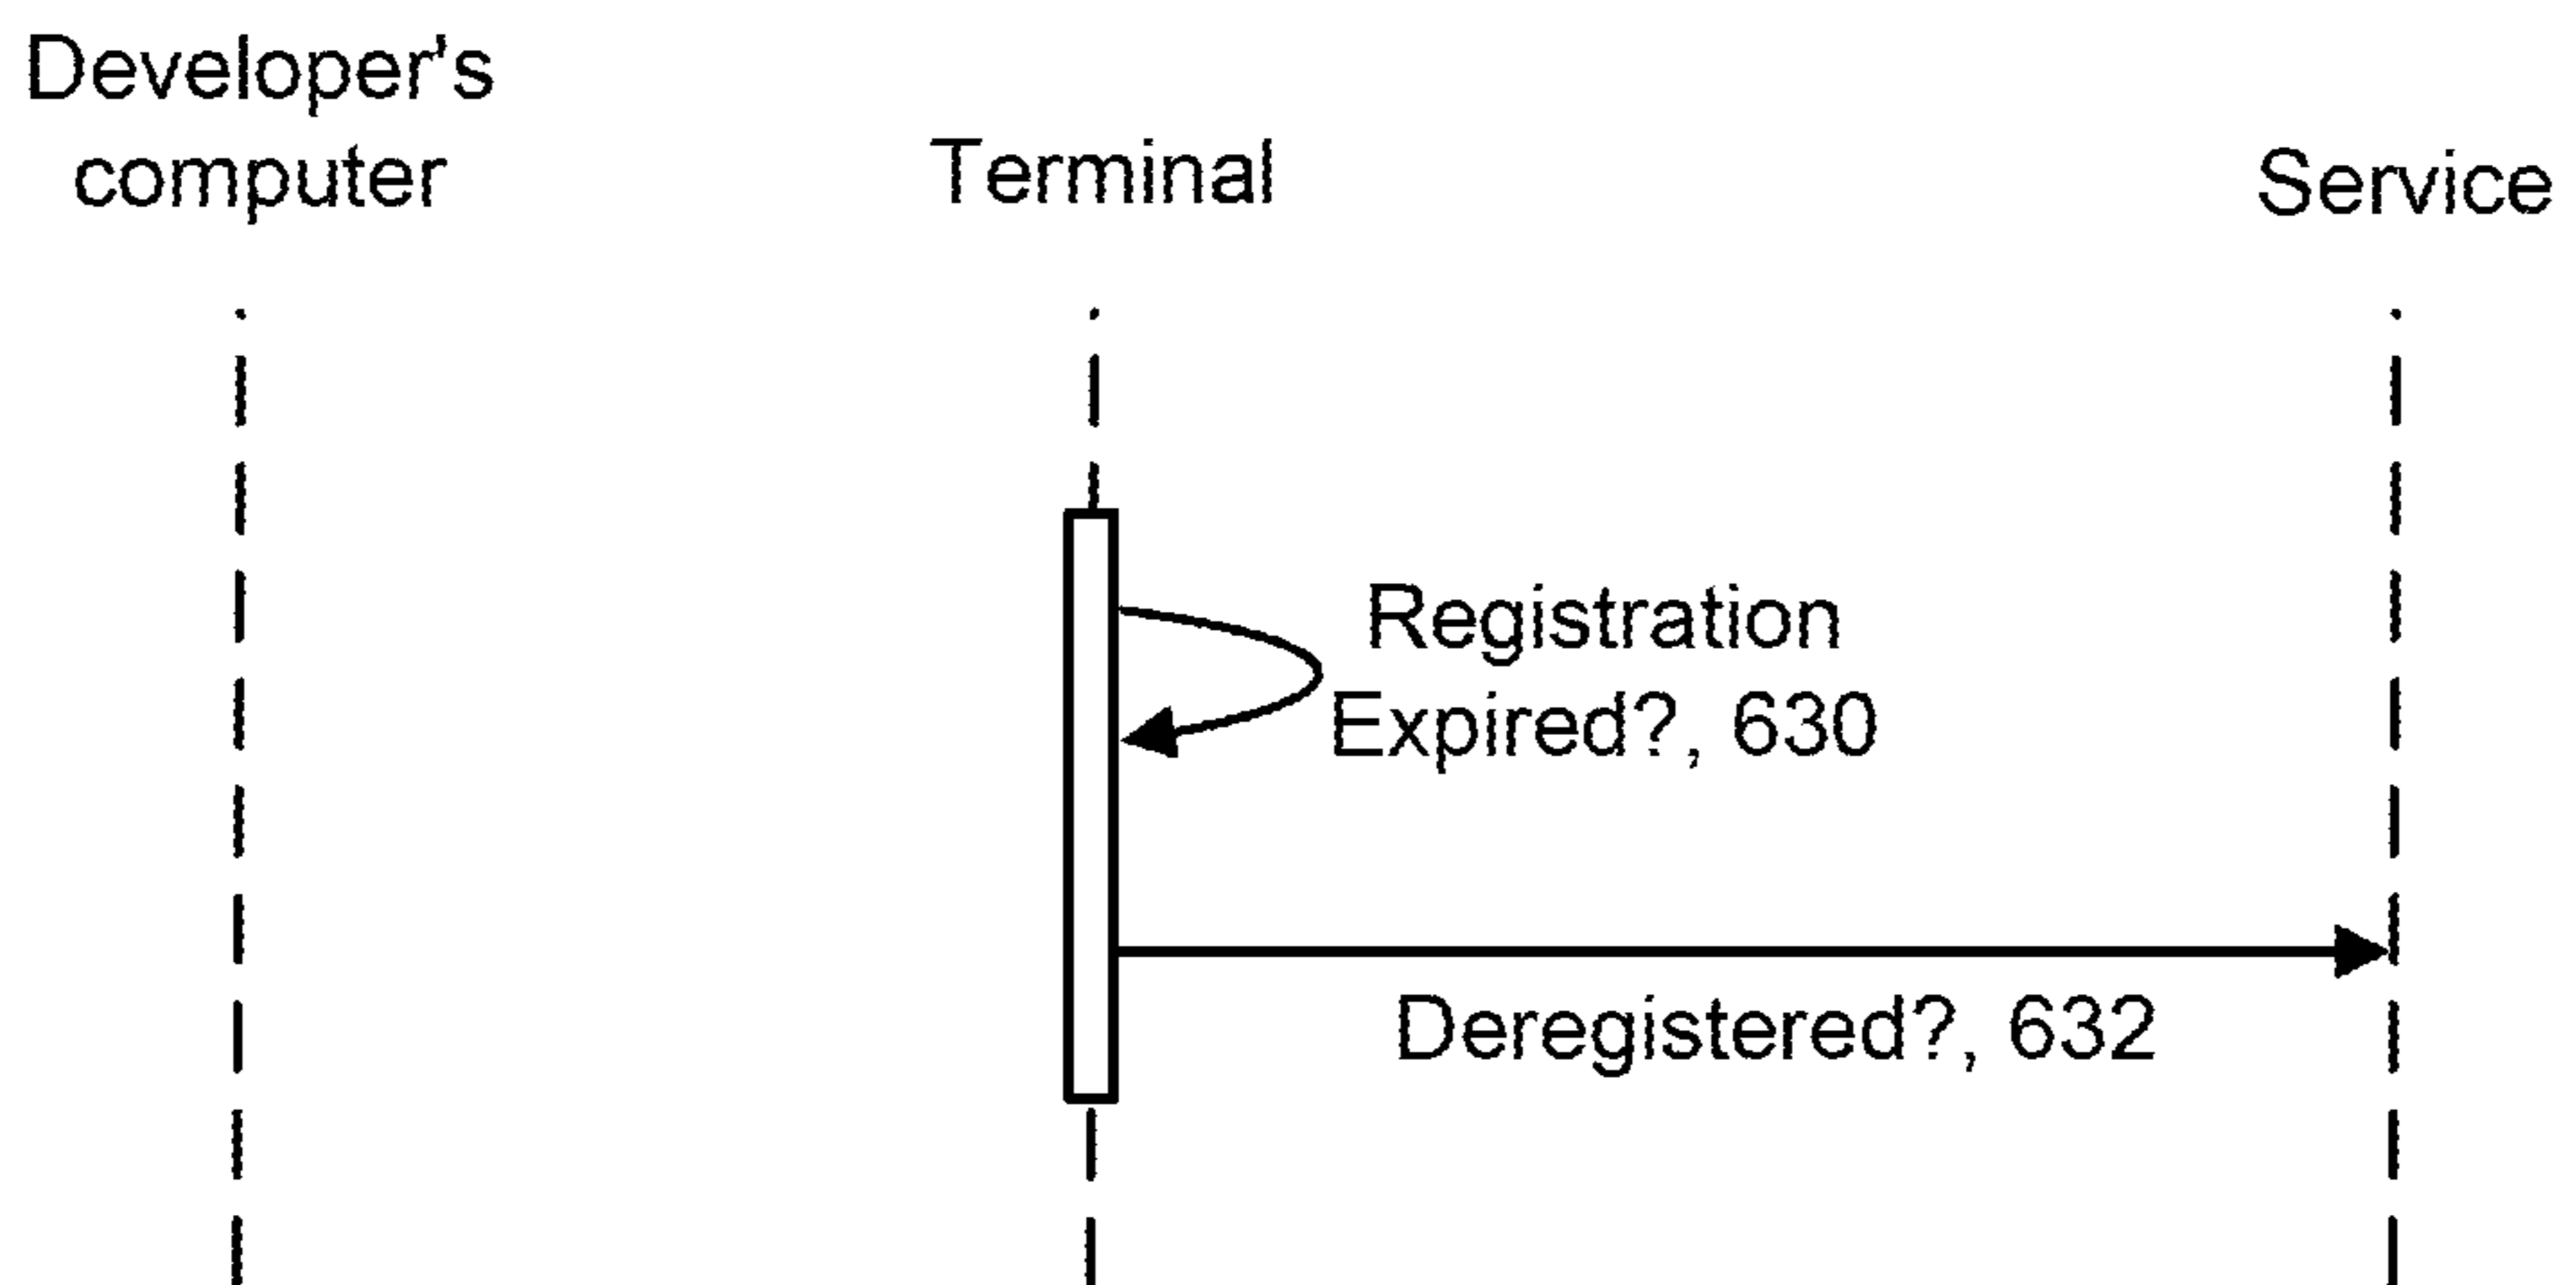 Developer's
computer
Terminal
Service
Registration
Expired?, 630
Deregistered?, 632